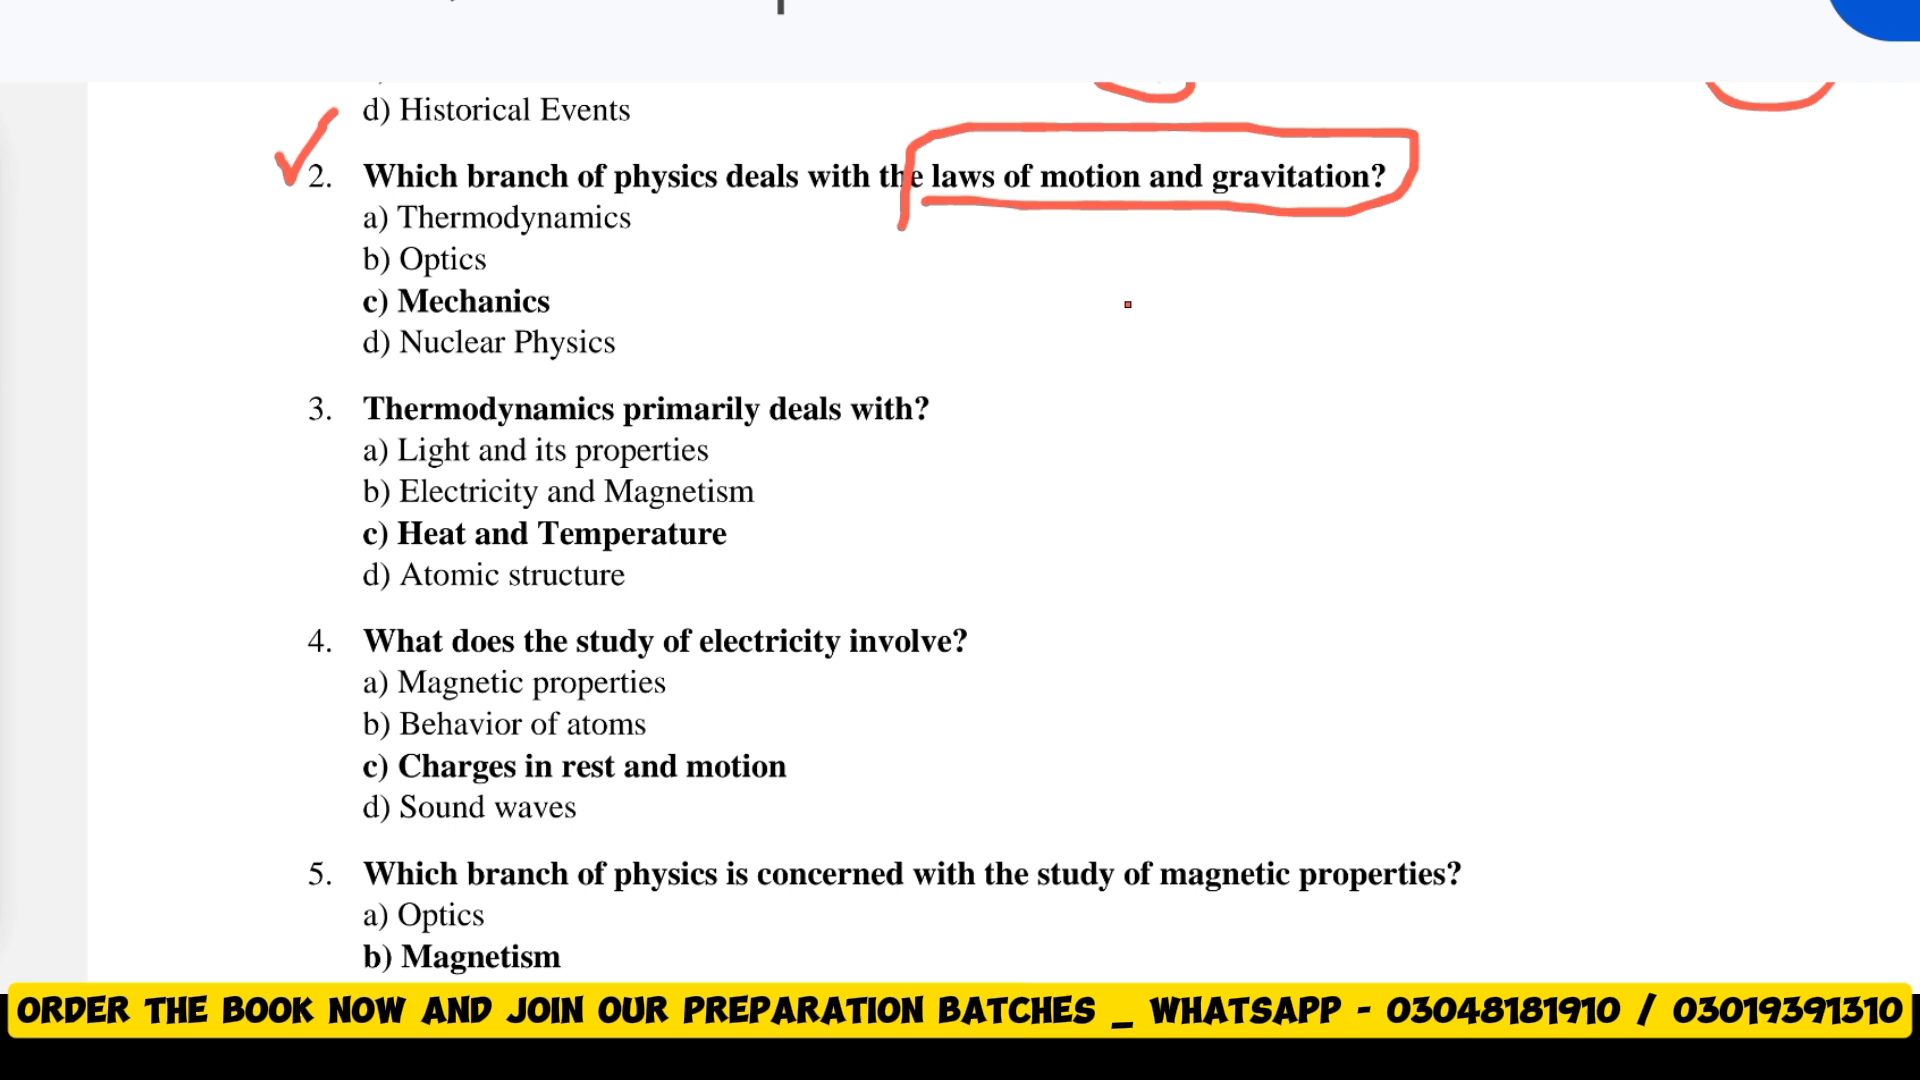 d) Historical Events
2. Which branch of physics deals with the laws of motion and gravitation?
a) Thermodynamics
b) Optics
c) Mechanics
d) Nuclear Physics
3. Thermodynamics primarily deals with?
a) Light and its properties
b) Electricity and Magnetism
c) Heat and Temperature
d) Atomic structure
4. What does the study of electricity involve?
a) Magnetic properties
b) Behavior of atoms
c) Charges in rest and motion
d) Sound waves
5. Which branch of physics is concerned with the study of magnetic properties?
a) Optics
b) Magnetism
ORDER THE BOOK NOW AND JOIN OUR PREPARATION BATCHES _ WHATSAPP - 03048181910 / 03019391310